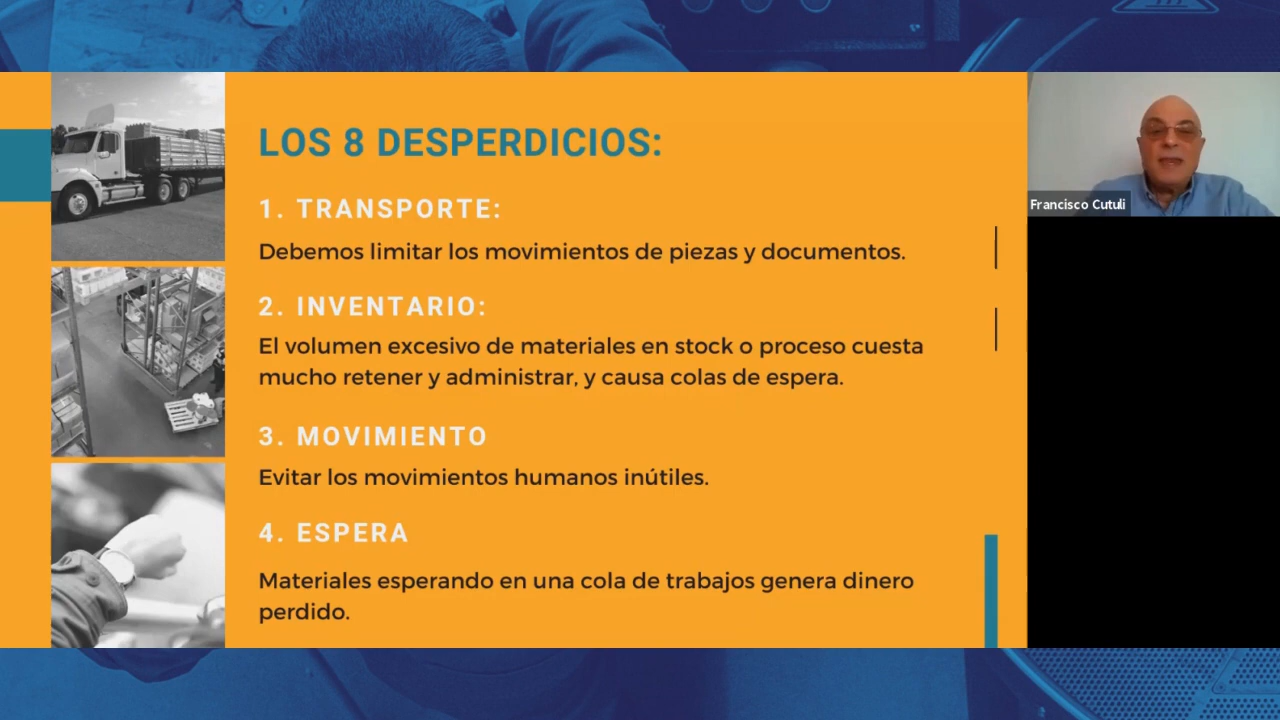 LOS 8 DESPERDICIOS:
1. TRANSPORTE:
Debemos limitar los movimientos de piezas y documentos.
2. INVENTARIO:
El volumen excesivo de materiales en stock o proceso cuesta
mucho retener y administrar, y causa colas de espera.
3. MOVIMIENTO
Evitar los movimientos humanos inútiles.
4. ESPERA
Materiales esperando en una cola de trabajos genera dinero
perdido.
Francisco Cutuli